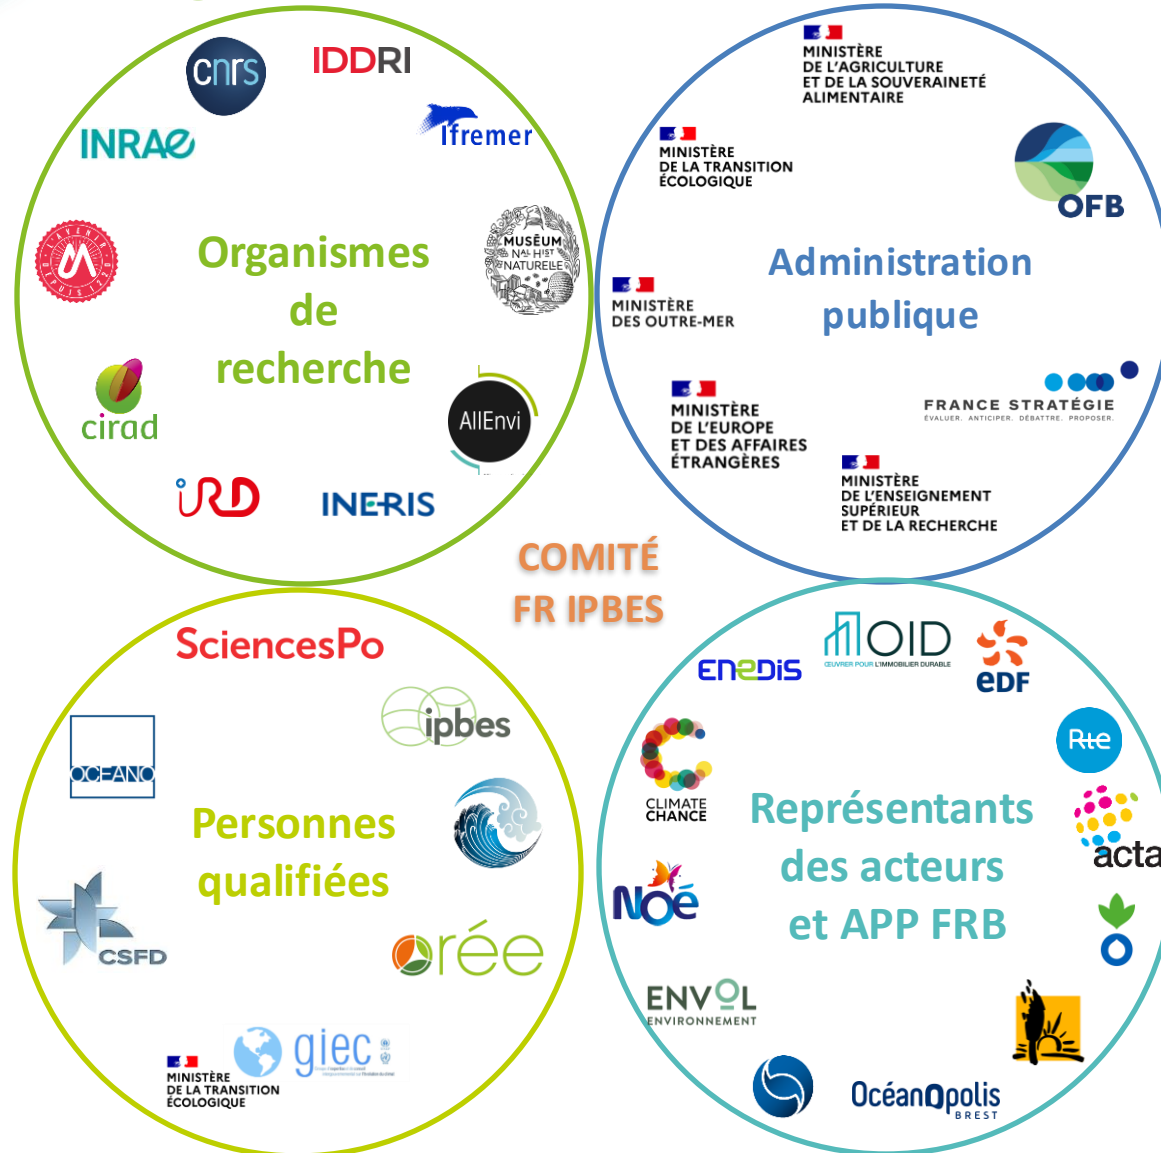 cnrs
IDDRI
Ifremer
INRAE
L'AVENIR
DEPUIS 12
MUSÉUM
NAL HIST
NATURELLE
Organismes
de
recherche
cirad
AllEnvi
iRD
INERIS
MINISTÈRE
DE L'AGRICULTURE
ET DE LA SOUVERAINETÉ
ALIMENTAIRE
MINISTÈRE
DE LA TRANSITION
ÉCOLOGIQUE
OFB
Administration
publique
MINISTÈRE
DES OUTRE-MER
FRANCE STRATÉGIE
ÉVALUER. ANTICIPER. DÉBATTRE. PROPOSER.
MINISTÈRE
DE L'EUROPE
ET DES AFFAIRES
ÉTRANGÈRES
MINISTÈRE
DE L'ENSEIGNEMENT
SUPÉRIEUR
ET DE LA RECHERCHE
COMITÉ
FR IPBES
SciencesPo
ipbes
OCEANO
Personnes
qualifiées
CSFD
orée
giec
MINISTÈRE
DE LA TRANSITION
ÉCOLOGIQUE
OID
ŒUVRER POUR L'IMMOBILIER DURABLE
ENEDIS
eDF
Rte
CLIMATE
CHANCE
Représentants
des acteurs
et APP FRB
acta
Noé
ENVOL
ENVIRONNEMENT
OcéanOpolis
BREST